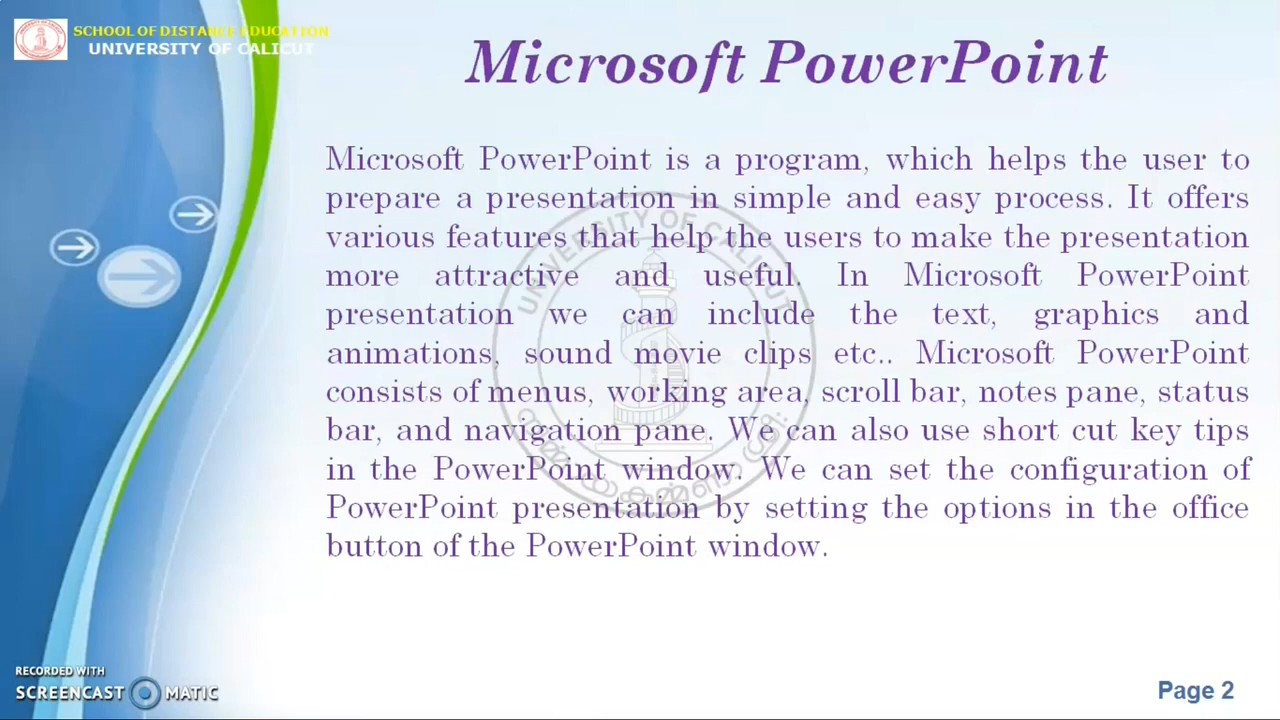 SCHOOL OF DISTANCE EDUCATION
UNIVERSITY OF CALICUT
Microsoft PowerPoint
Microsoft PowerPoint is a program, which helps the user to
prepare a presentation in simple and easy process. It offers
various features that help the users to make the presentation
more attractive and useful. In Microsoft PowerPoint
presentation we can include the text, graphics and
animations, sound movie clips etc.. Microsoft PowerPoint
consists of menus, working area, scroll bar, notes pane, status
bar, and navigation pane. We can also use short cut key tips
in the PowerPoint window. We can set the configuration of
PowerPoint presentation by setting the options in the office
button of the PowerPoint window.
UNIVERSITY OF CALICUT
RECORDED WITH
SCREENCAST MATIC
Page 2